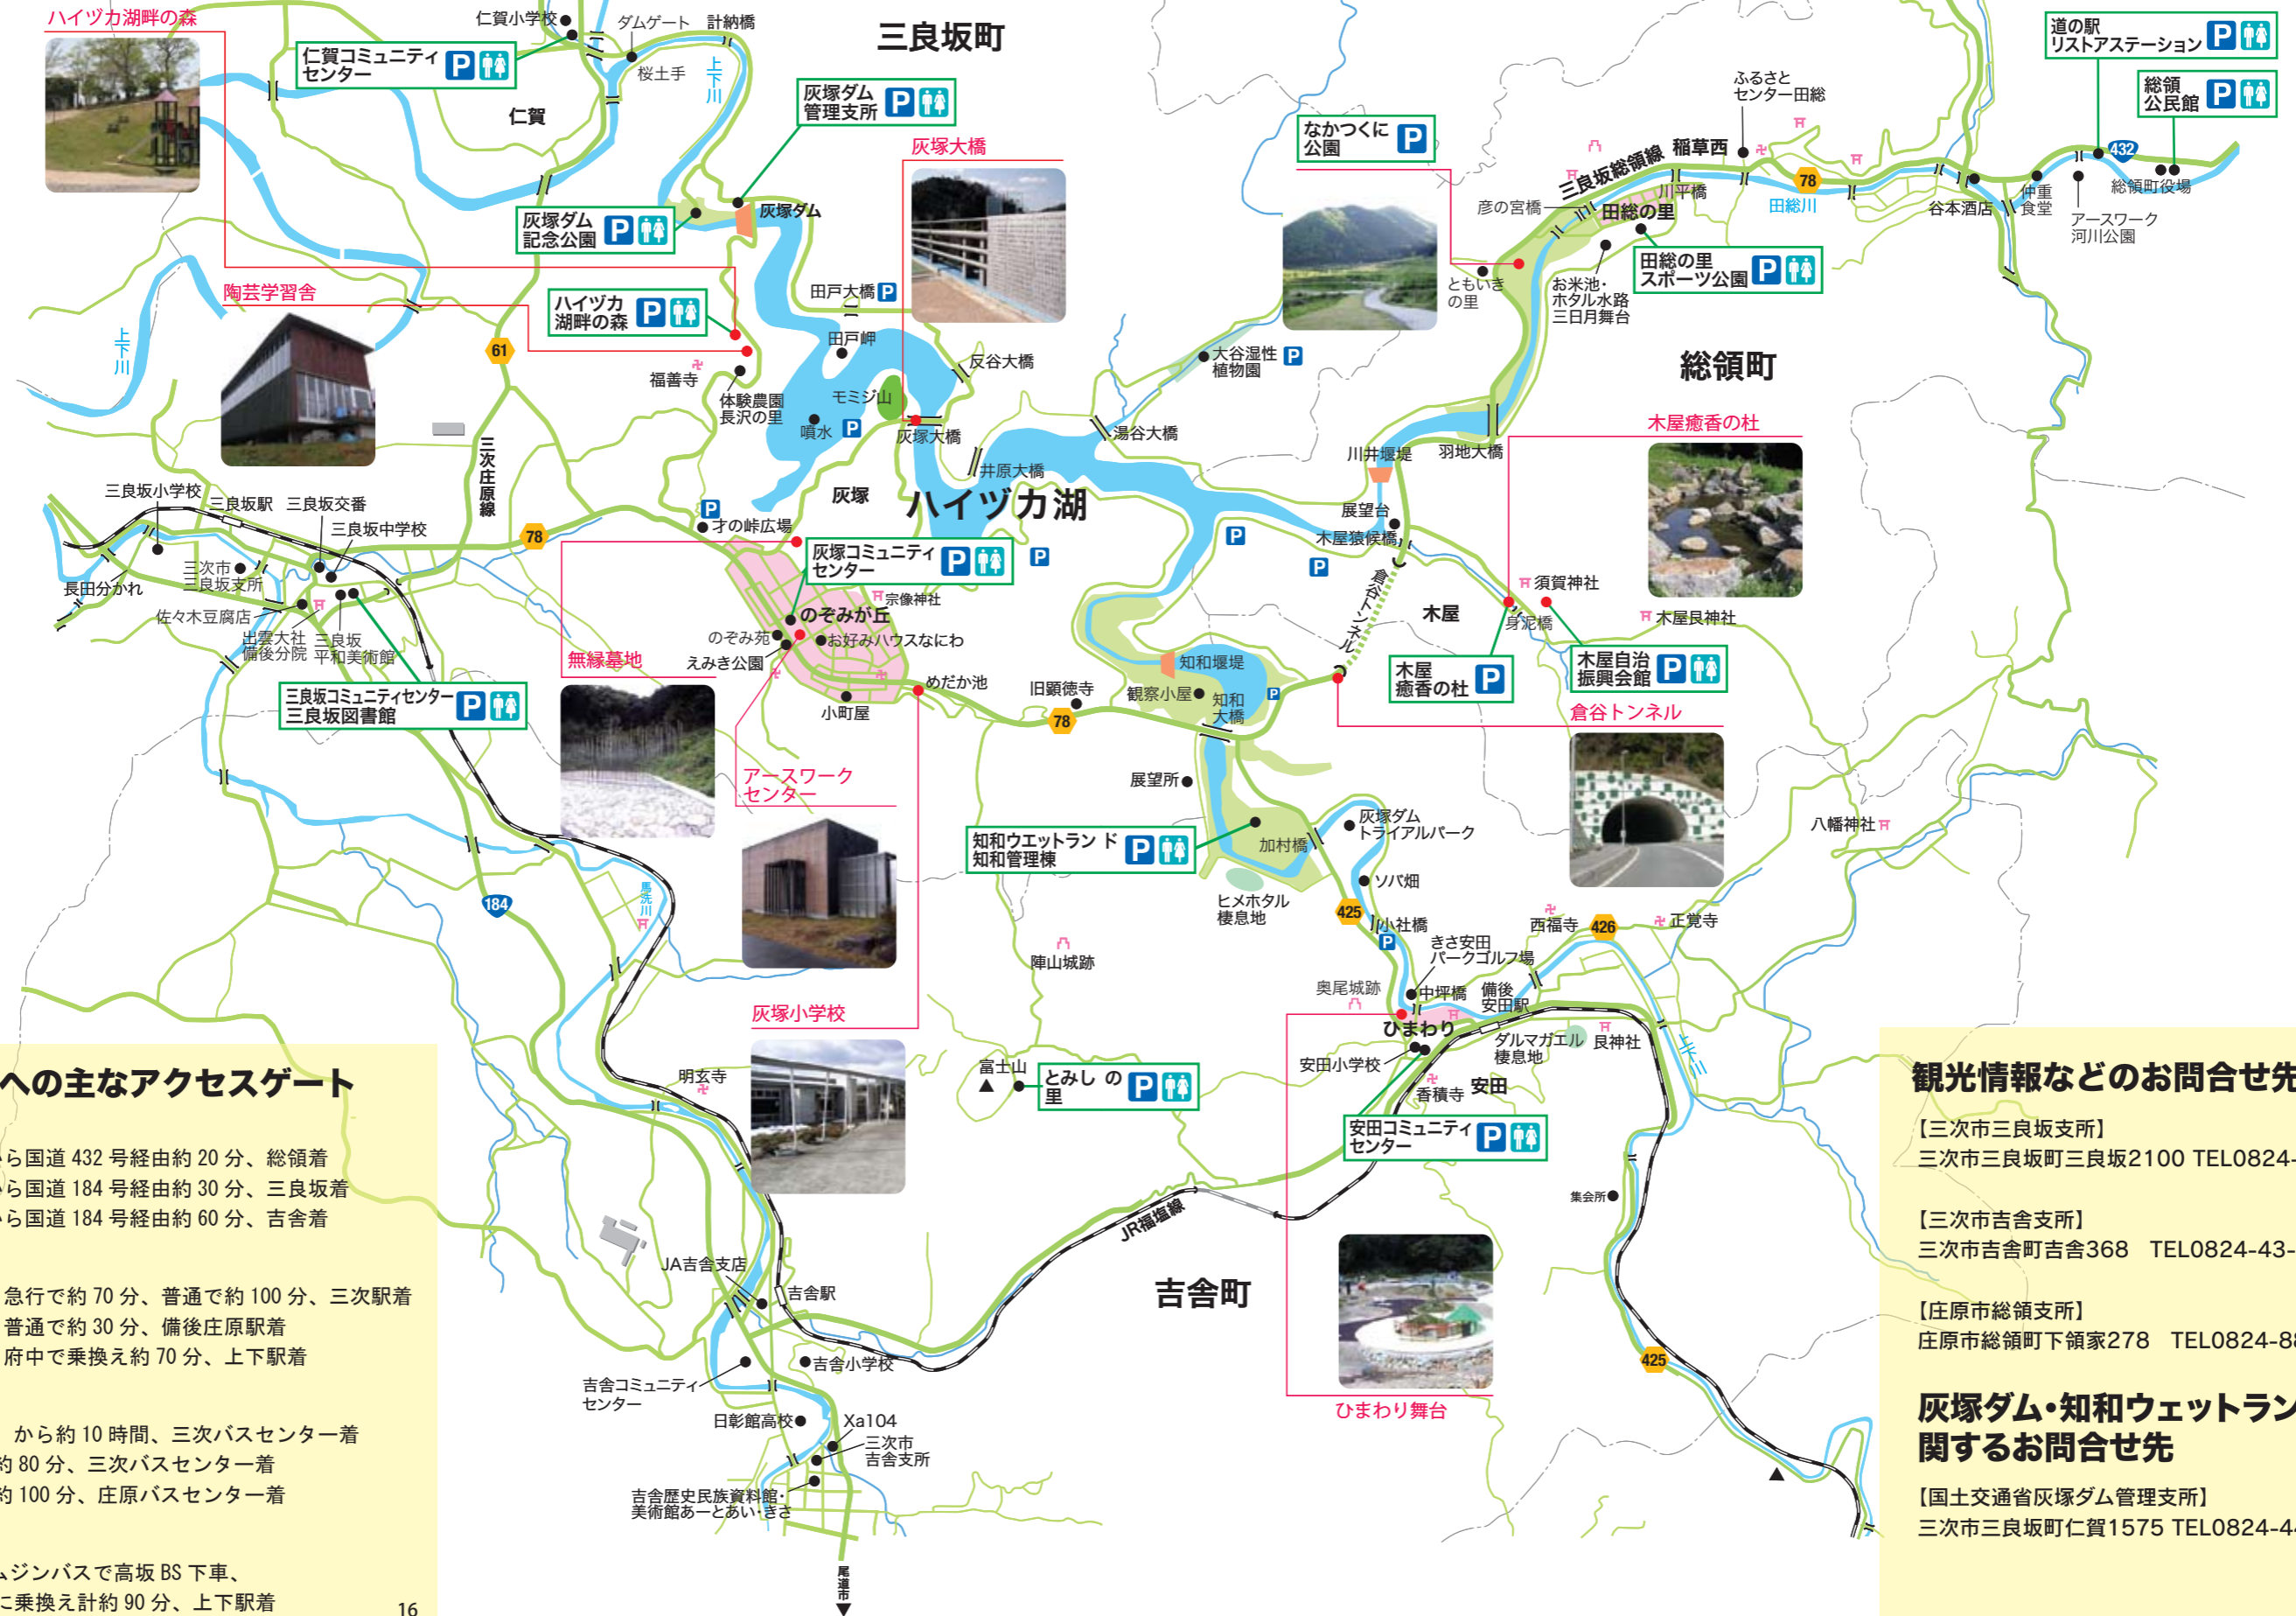 ハイヅカ湖畔の森
仁賀小学校
ダムゲート
計納橋
三良坂町
道の駅
リストアステーション P
総領
公民館 P
仁賀コミュニティ
センター P
桜土手
上下川
仁賀
灰塚ダム
管理支所 P
灰塚大橋
なかつくに
公園 P
ふるさと
センター田総
三良坂総領線
稲草西
川平橋
78
432
彦の宮橋
田総の里
田総川
谷本酒店
仲重
食堂
総領町役場
アースワーク
河川公園
灰塚ダム
記念公園 P
灰塚ダム
田総の里
スポーツ公園 P
ともいき
の里
お米池・
ホタル水路
三日月舞台
陶芸学習舎
ハイヅカ
湖畔の森 P
田戸大橋 P
上下川
61
田戸岬
福善寺
反谷大橋
大谷湿性
植物園 P
総領町
体験農園
長沢の里
モミジ山
噴水 P
灰塚大橋
湯谷大橋
木屋癒香の杜
川井堰堤
羽地大橋
三次庄原線
井原大橋
灰塚
ハイヅカ湖
三良坂小学校
三良坂駅
三良坂交番
三良坂中学校
78
P
才の峠広場
展望台
木屋猿候橋
P
P
P
灰塚コミュニティ
センター P
三次市
三良坂支所
長田分かれ
倉谷トンネル
須賀神社
木屋
身泥橋
木屋艮神社
佐々木豆腐店
出雲大社
備後分院
三良坂
平和美術館
宗像神社
のぞみが丘
のぞみ苑
お好みハウスなにわ
えみき公園
無縁墓地
知和堰堤
木屋
癒香の杜 P
木屋自治
振興会館 P
三良坂コミュニティセンター
三良坂図書館 P
めだか池
旧顕徳寺
観察小屋
知和
大橋
P
小町屋
78
倉谷トンネル
アースワーク
センター
展望所
灰塚ダム
トライアルパーク
八幡神社
知和ウエットラン ド
知和管理棟 P
加村橋
ソバ畑
ヒメホタル
棲息地
184
馬洗川
425
小社橋
P
西福寺
426
正覚寺
きさ安田
パークゴルフ場
陣山城跡
奥尾城跡
中坪橋
備後
安田駅
灰塚小学校
ひまわり
ダルマガエル
棲息地
艮神社
上下川
安田小学校
明玄寺
富士山
とみし の
里 P
香積寺
安田
安田コミュニティ
センター P
への主なアクセスゲート
ら国道 432 号経由約 20 分、総領着
ら国道 184 号経由約 30 分、三良坂着
ら国道 184 号経由約 60 分、吉舎着
急行で約 70 分、普通で約 100 分、三次駅着
普通で約 30 分、備後庄原駅着
府中で乗換え約 70 分、上下駅着
から約 10 時間、三次バスセンター着
約 80 分、三次バスセンター着
約 100 分、庄原バスセンター着
ムジンバスで高坂 BS 下車、
に乗換え計約 90 分、上下駅着
16
JR福塩線
集会所
JA吉舎支店
吉舎駅
吉舎町
吉舎小学校
吉舎コミュニティ
センター
425
ひまわり舞台
日彰館高校
Xa104
三次市
吉舎支所
吉舎歴史民族資料館・
美術館あーとあい・きさ
尾道市
観光情報などのお問合せ先
【三次市三良坂支所】
三次市三良坂町三良坂2100 TEL0824-
【三次市吉舎支所】
三次市吉舎町吉舎368 TEL0824-43-
【庄原市総領支所】
庄原市総領町下領家278 TEL0824-88
灰塚ダム・知和ウェットラン
関するお問合せ先
【国土交通省灰塚ダム管理支所】
三次市三良坂町仁賀1575 TEL0824-44